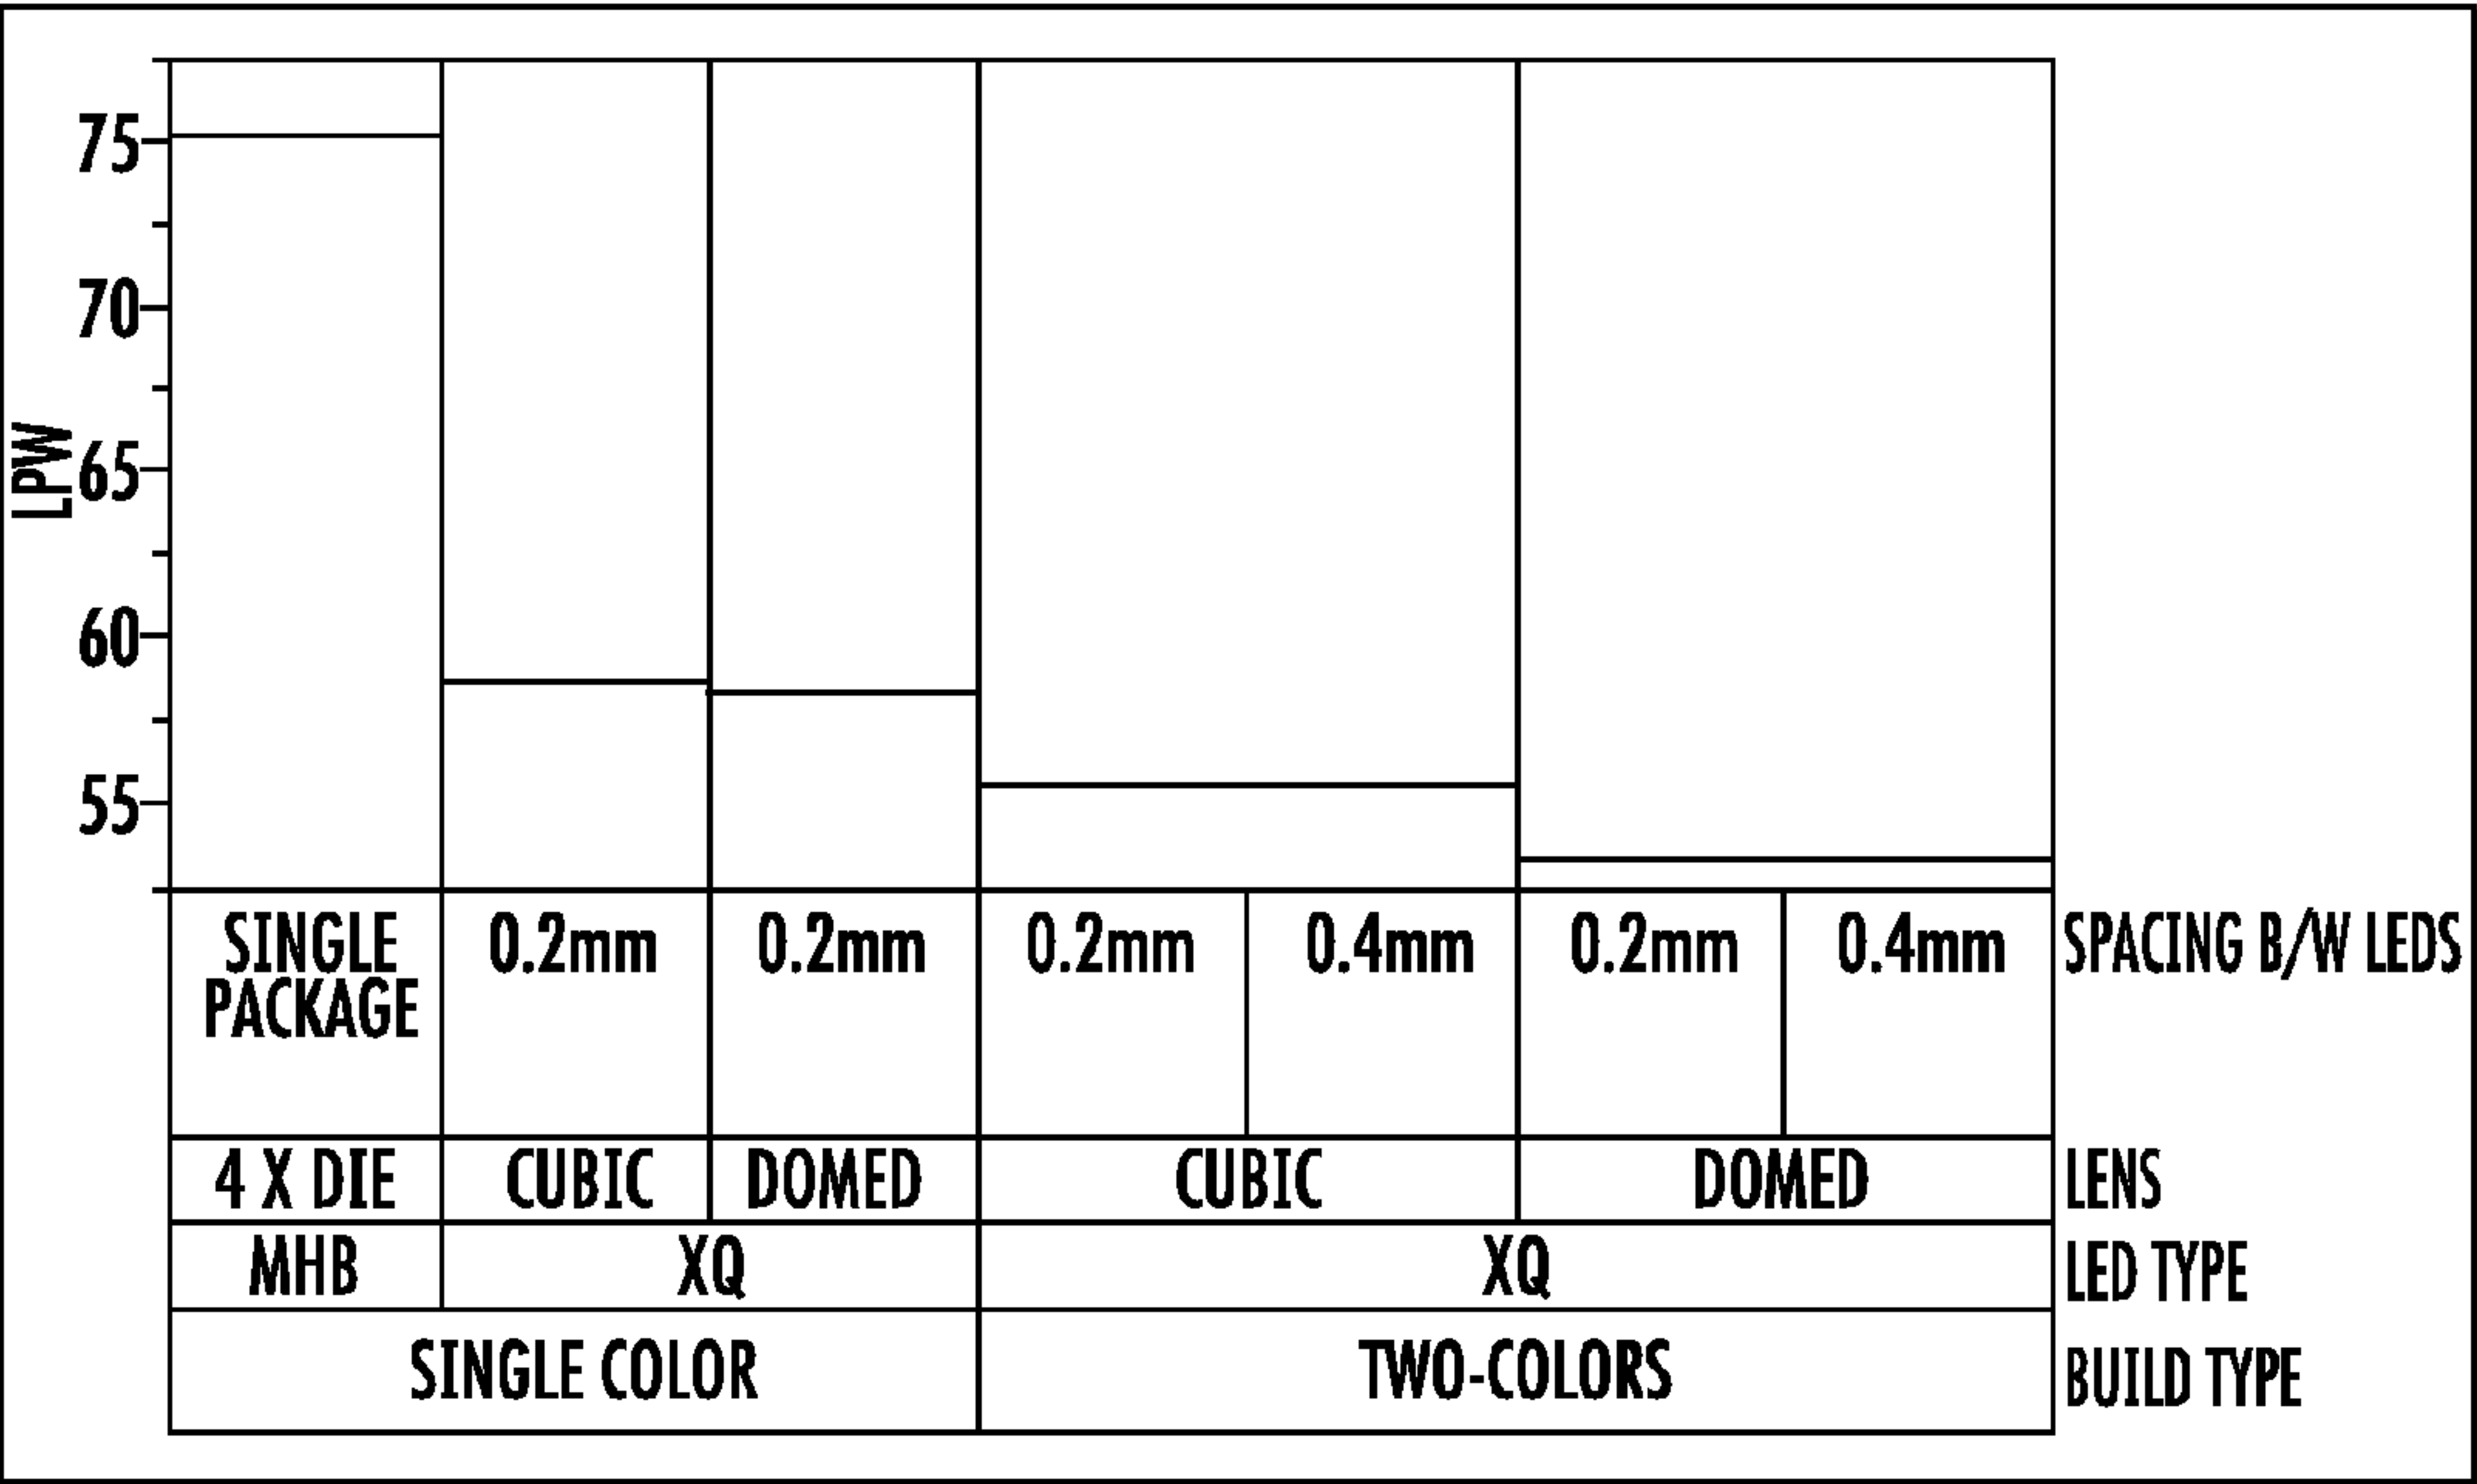 75
70
LPW
65
60
55
SINGLE PACKAGE 0.2mm 0.2mm 0.2mm 0.4mm 0.2mm 0.4mm SPACING B/W LEDS
4 X DIE CUBIC DOMED CUBIC DOMED LENS
MHB XQ XQ LED TYPE
SINGLE COLOR TWO-COLORS BUILD TYPE